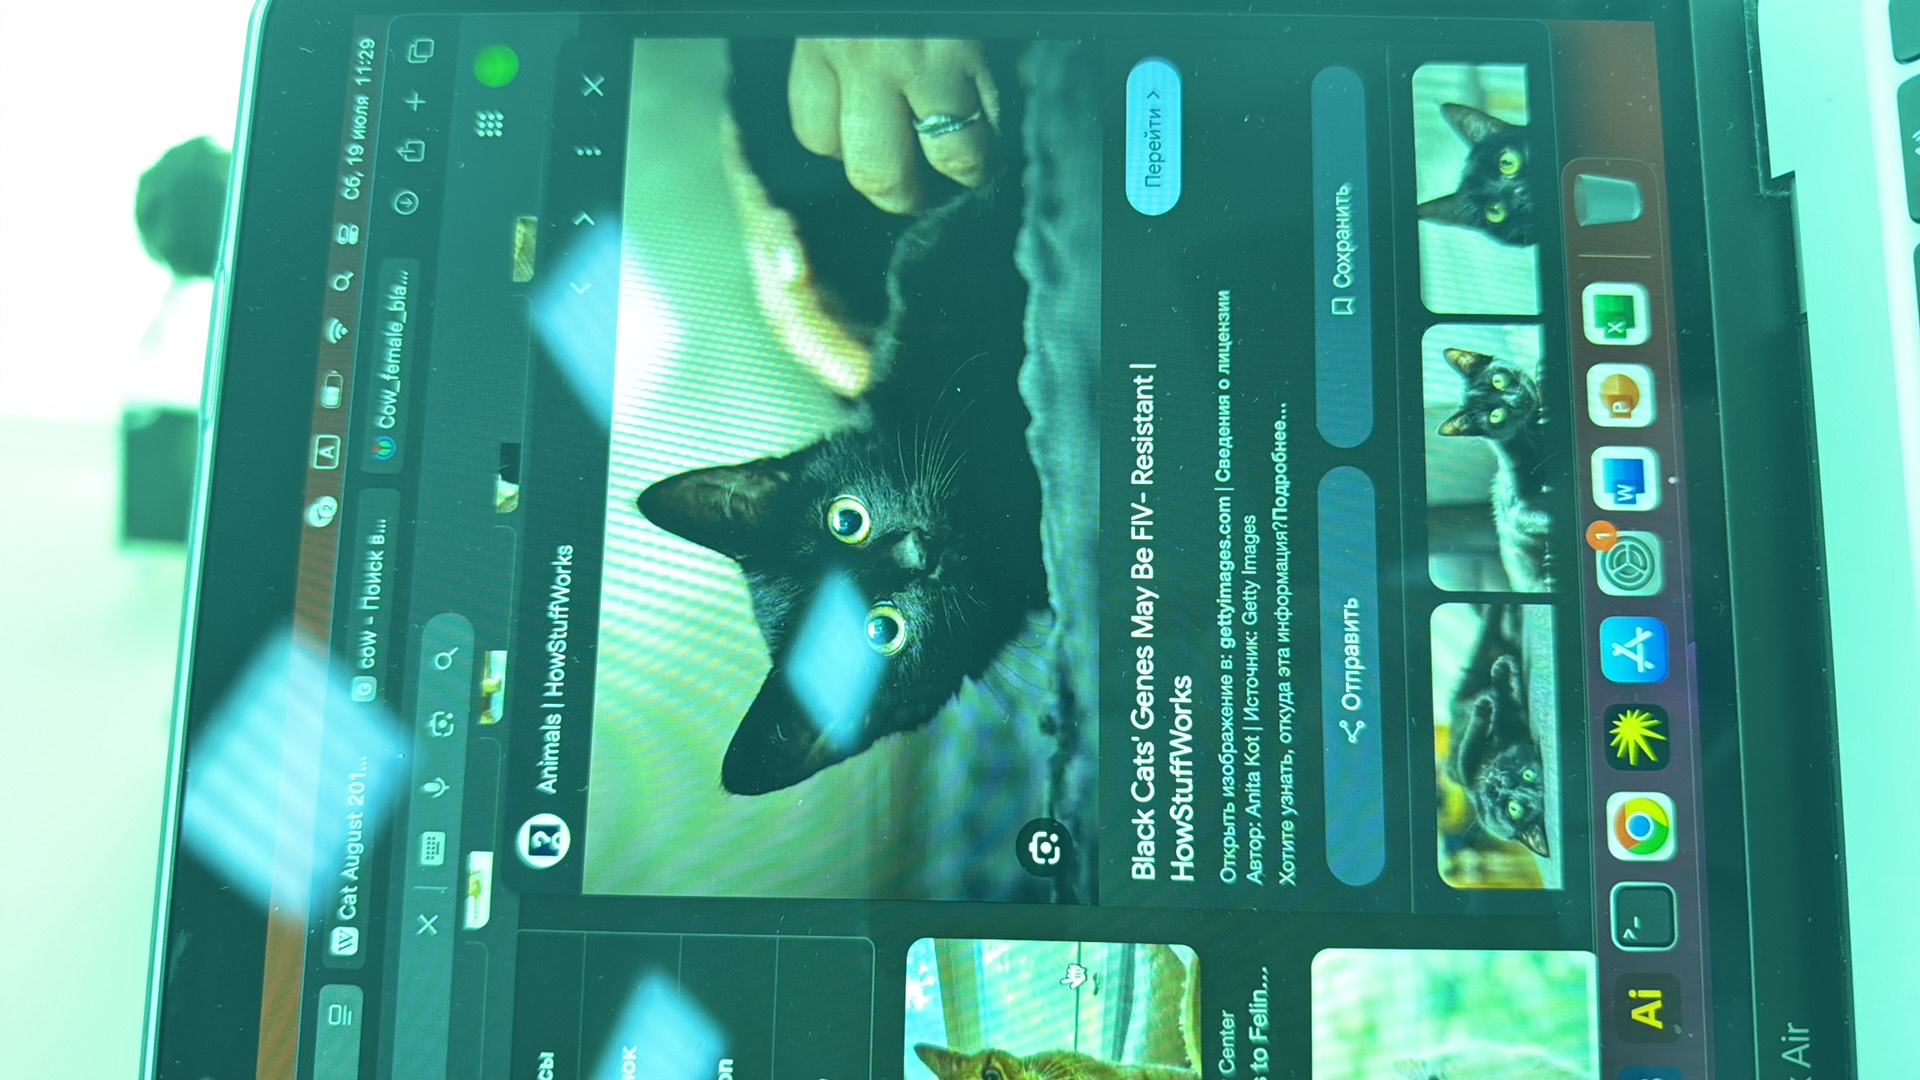 A
Сб, 19 июля 11:29
Cat August 201...
cow - Поиск в...
Cow_female_bla...
Animals | HowStuffWorks
Black Cats' Genes May Be FIV- Resistant |
HowStuffWorks
Перейти >
Открыть изображение в: gettyimages.com | Сведения о лицензии
Автор: Anita Kot | Источник: Getty Images
Хотите узнать, откуда эта информация?Подробнее...
Отправить
Сохранить
Center
to Felin...
Ai
1
W
P
X
Air